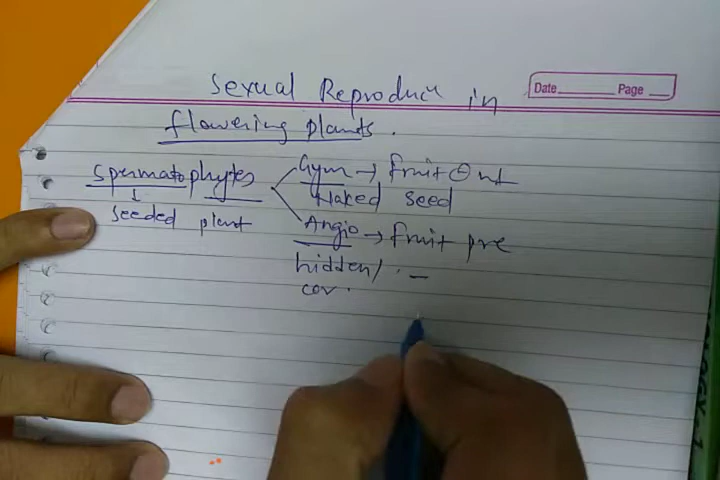 Sexual Reproduc in
Date Page
flowering plants.
Spermatophytes
Gym → fruit
Naked Seed
↓
seeded plant
Angio → fruit pre
hidden/
cov.